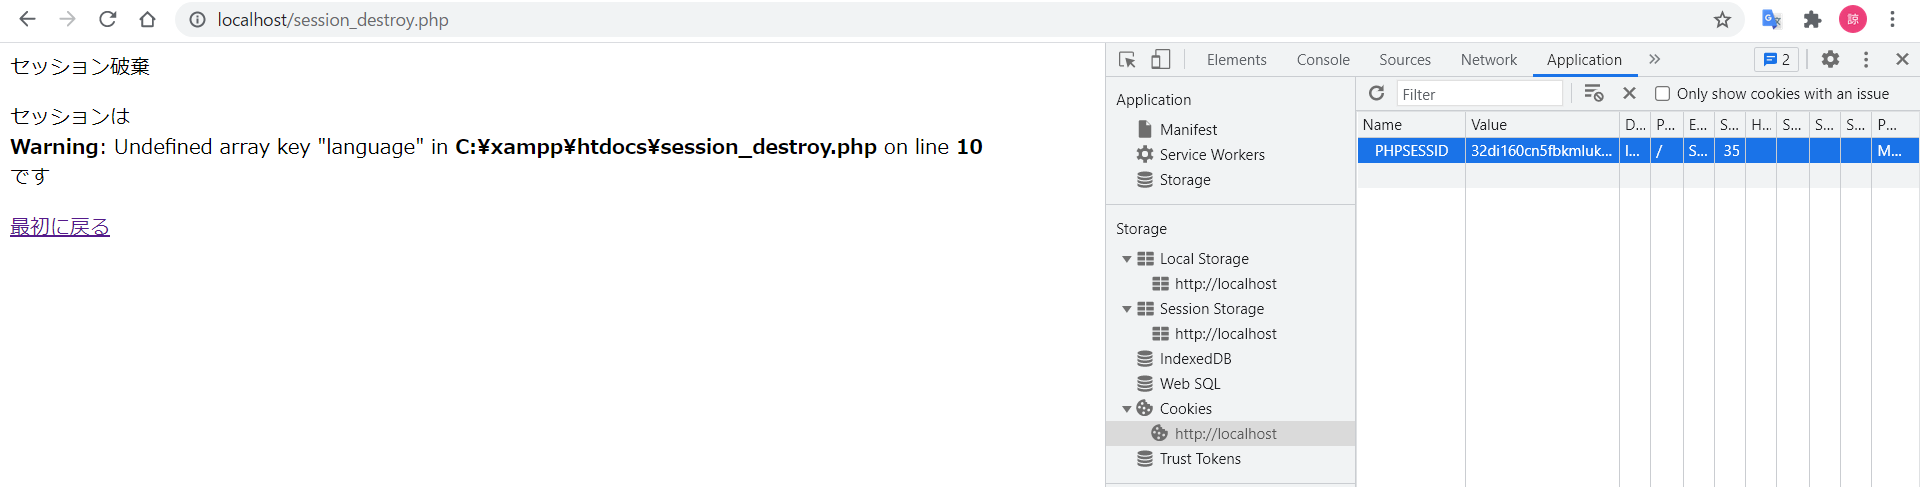 localhost/session_destroy.php
諒
セッション破棄
セッションは
Warning: Undefined array key "language" in C:¥xampp¥htdocs¥session_destroy.php on line 10
です
最初に戻る
Elements Console Sources Network Application » 2
Application
Manifest
Service Workers
Storage
Storage
Local Storage
http://localhost
Session Storage
http://localhost
IndexedDB
Web SQL
Cookies
http://localhost
Trust Tokens
Filter Only show cookies with an issue
Name Value D... P... E... S... H... S... S... S... P...
PHPSESSID 32di160cn5fbkmluk... l... / S... 35 M...